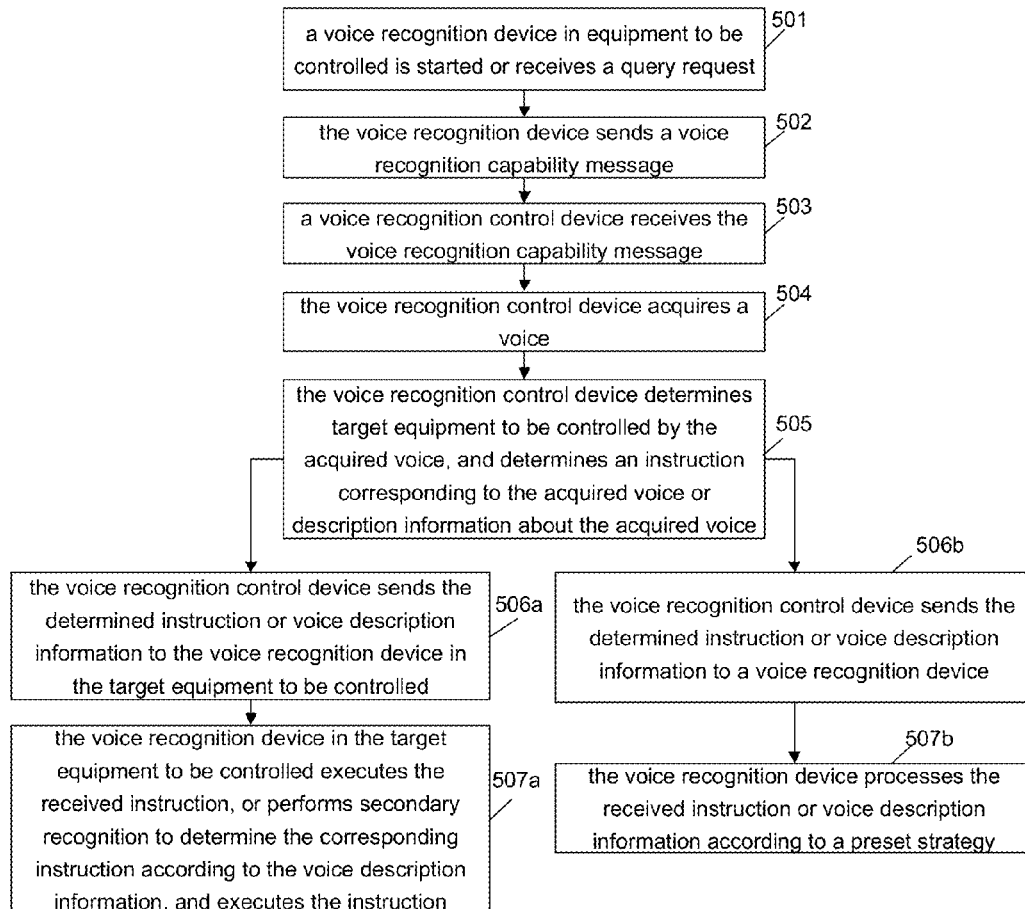 a voice recognition device in equipment to be
controlled is started or receives a query request
501
the voice recognition device sends a voice
recognition capability message
502
a voice recognition control device receives the
voice recognition capability message
503
the voice recognition control device acquires a
voice
504
the voice recognition control device determines
target equipment to be controlled by the
acquired voice, and determines an instruction
corresponding to the acquired voice or
description information about the acquired voice
505
the voice recognition control device sends the
determined instruction or voice description
information to the voice recognition device in
the target equipment to be controlled
506a
506b
the voice recognition control device sends the
determined instruction or voice description
information to a voice recognition device
the voice recognition device in the target
equipment to be controlled executes the
received instruction, or performs secondary
recognition to determine the corresponding
instruction according to the voice description
information, and executes the instruction
507a
507b
the voice recognition device processes the
received instruction or voice description
information according to a preset strategy